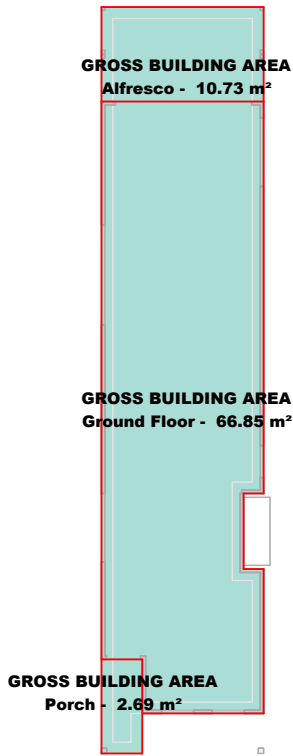 GROSS BUILDING AREA
Alfresco - 10.73 m²
GROSS BUILDING AREA
Ground Floor - 66.85 m²
GROSS BUILDING AREA
Porch - 2.69 m²